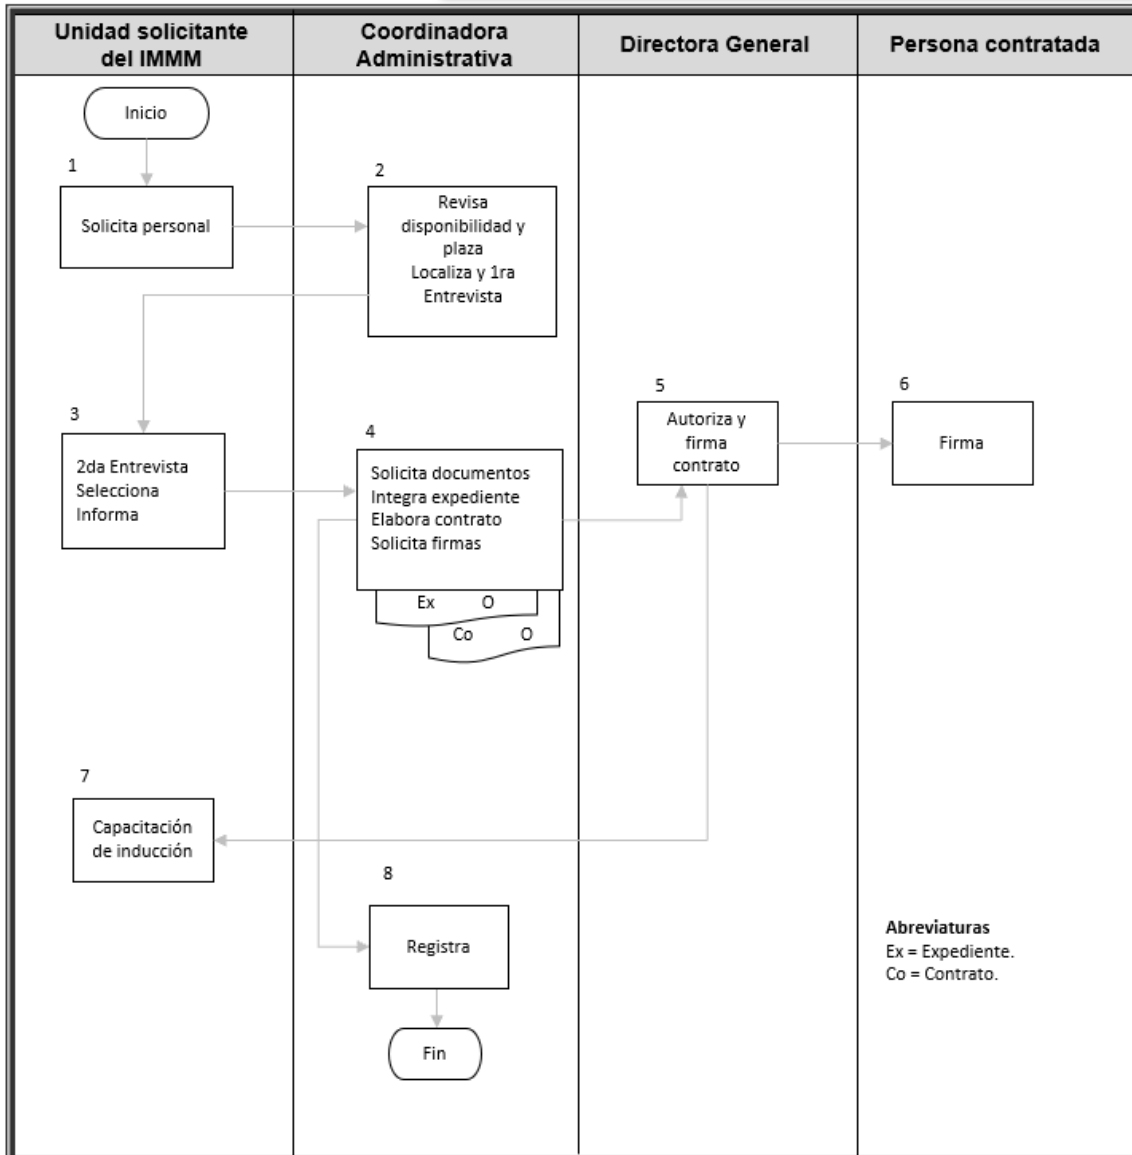 Unidad solicitante
del IMMM
Coordinadora
Administrativa
Directora General
Persona contratada
Inicio
1
Solicita personal
2
Revisa
disponibilidad y
plaza
Localiza y 1ra
Entrevista
3
2da Entrevista
Selecciona
Informa
4
Solicita documentos
Integra expediente
Elabora contrato
Solicita firmas
Ex O
Co O
5
Autoriza y
firma
contrato
6
Firma
7
Capacitación
de inducción
8
Registra
Fin
Abreviaturas
Ex = Expediente.
Co = Contrato.